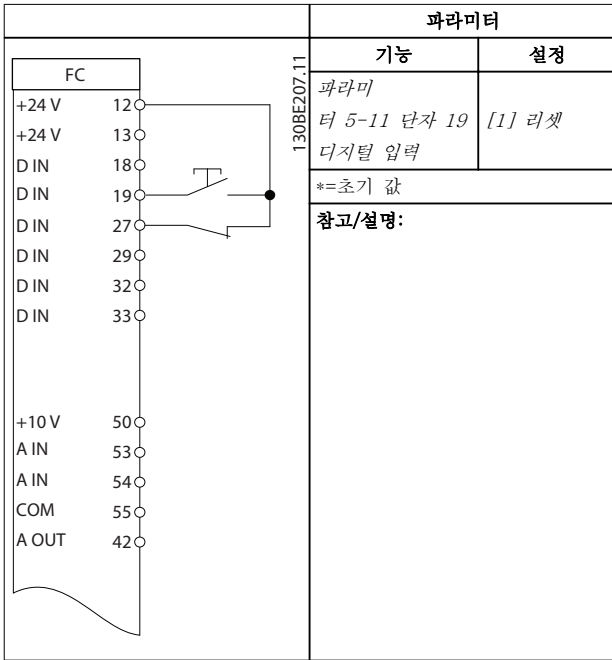 파라미터
기능 설정
파라미
터 5-11 단자 19
디지털 입력
[1] 리셋
*=초기 값
참고/설명:
130BE207.11
FC
+24 V 12
+24 V 13
D IN 18
D IN 19
D IN 27
D IN 29
D IN 32
D IN 33
+10 V 50
A IN 53
A IN 54
COM 55
A OUT 42